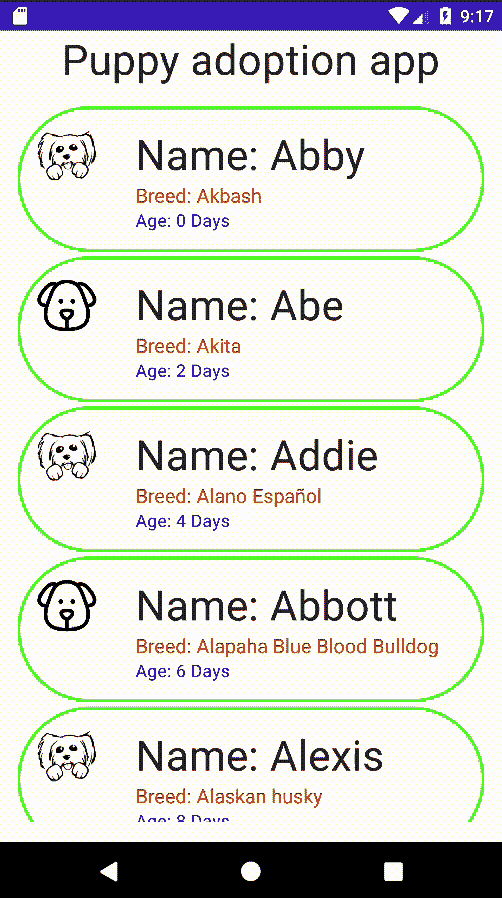 9:17
Puppy adoption app
Name: Abby
Breed: Akbash
Age: 0 Days
Name: Abe
Breed: Akita
Age: 2 Days
Name: Addie
Breed: Alano Español
Age: 4 Days
Name: Abbott
Breed: Alapaha Blue Blood Bulldog
Age: 6 Days
Name: Alexis
Breed: Alaskan husky
Age: 8 Days